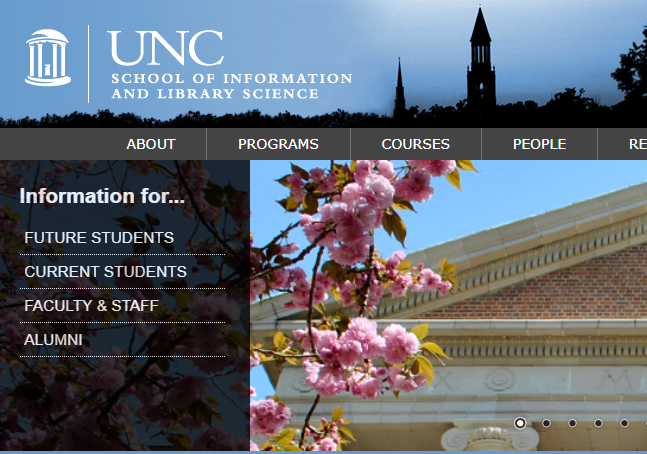 UNC
SCHOOL OF INFORMATION
AND LIBRARY SCIENCE
ABOUT PROGRAMS COURSES PEOPLE RE
Information for...
FUTURE STUDENTS
CURRENT STUDENTS
FACULTY & STAFF
ALUMNI